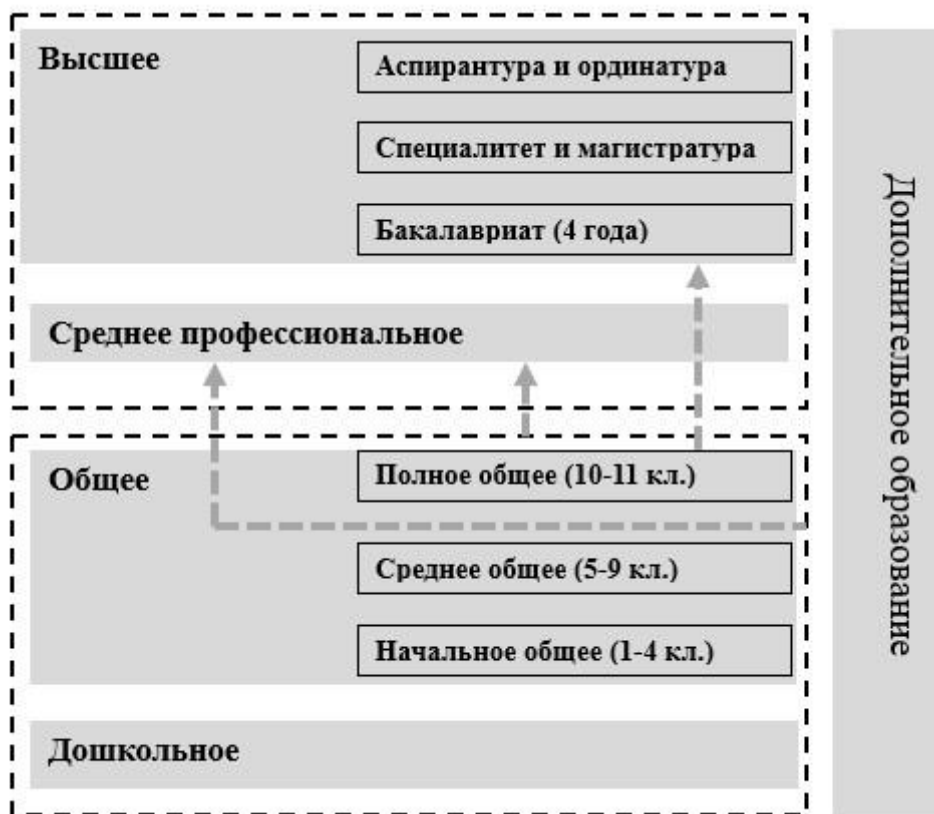 Высшее
Аспирантура и ординатура
Специалитет и магистратура
Бакалавриат (4 года)
Среднее профессиональное
Общее
Полное общее (10-11 кл.)
Среднее общее (5-9 кл.)
Начальное общее (1-4 кл.)
Дошкольное
Дополнительное образование